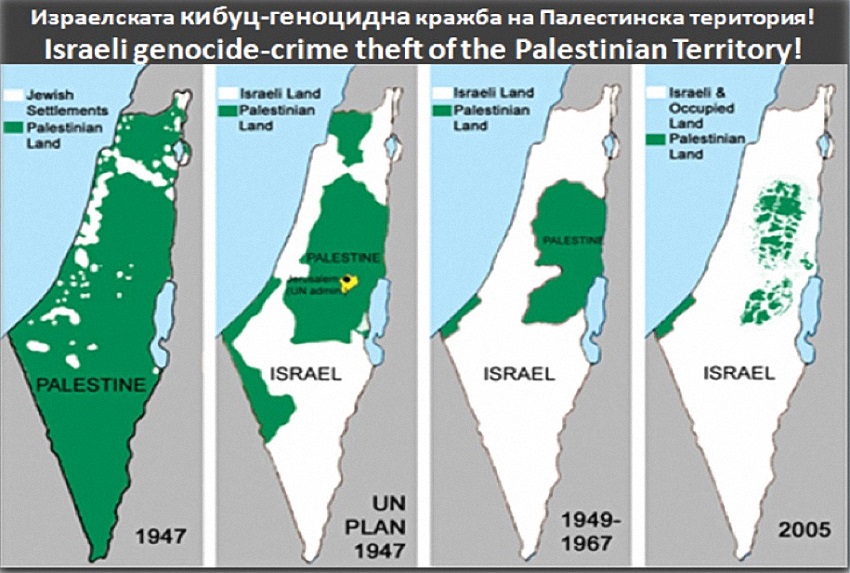 Израелската кибуц-геноцидна кражба на Палестинска територия!
Israeli genocide-crime theft of the Palestinian Territory!
Jewish
Settlements
Palestinian
Land
PALESTINE
1947
Israeli Land
Palestinian
Land
PALESTINE
Jerusalem
(UN admin)
ISRAEL
UN
PLAN
1947
Israeli Land
Palestinian
Land
PALESTINE
ISRAEL
1949-
1967
Israeli &
Occupied
Land
Palestinian
Land
ISRAEL
2005